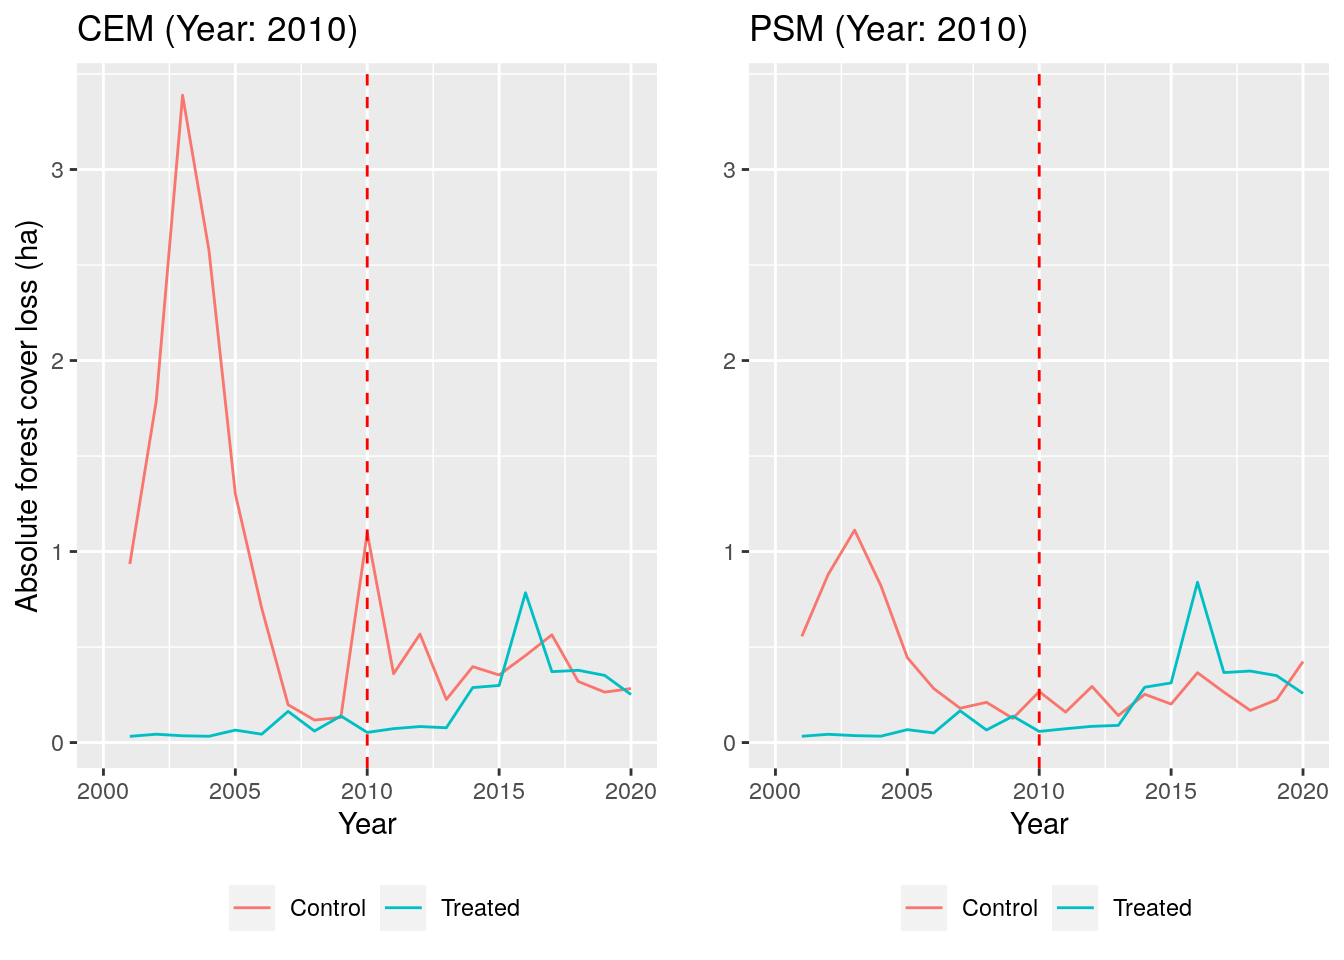 CEM (Year: 2010)
Absolute forest cover loss (ha)
3
2
1
0
2000 2005 2010 2015 2020
Year
Control Treated
PSM (Year: 2010)
3
2
1
0
2000 2005 2010 2015 2020
Year
Control Treated